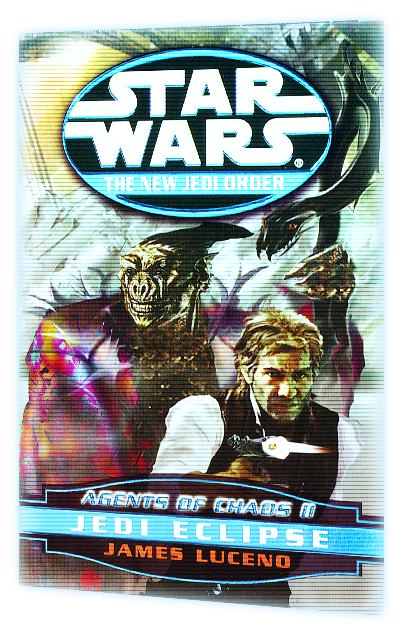 STAR
WARS
®
THE NEW JEDI ORDER
AGENTS OF CHAOS II
JEDI ECLIPSE
JAMES LUCENO